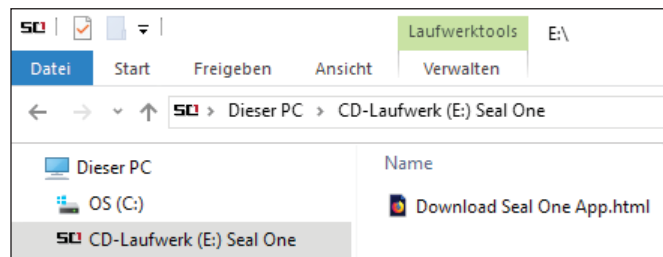 SO Laufwerktools E:\
Datei Start Freigeben Ansicht Verwalten
SO > Dieser PC > CD-Laufwerk (E:) Seal One
Dieser PC Name
OS (C:) Download Seal One App.html
SO CD-Laufwerk (E:) Seal One